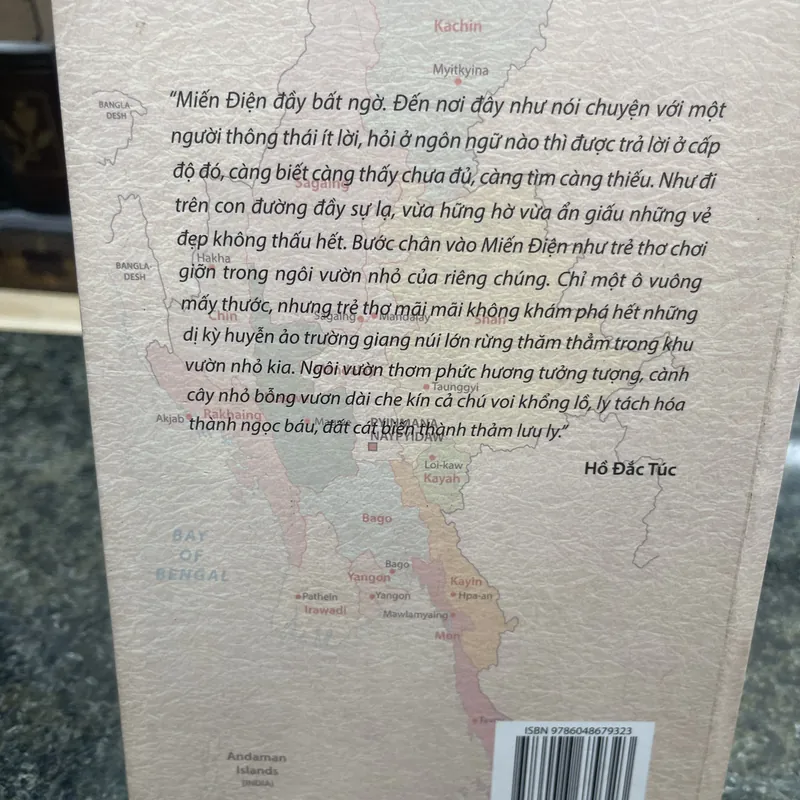 Kachin
Myitkyina
BANGLA-
DESH
“Miến Điện đầy bất ngờ. Đến nơi đây như nói chuyện với một
người thông thái ít lời, hỏi ở ngôn ngữ nào thì được trả lời ở cấp
độ đó, càng biết càng thấy chưa đủ, càng tìm càng thiếu. Như đi
Sagaing
trên con đường đầy sự lạ, vừa hững hờ vừa ẩn giấu những vẻ
đẹp không thấu hết. Bước chân vào Miến Điện như trẻ thơ chơi
Hakha
BANGLA-
DESH
giỡn trong ngôi vườn nhỏ của riêng chúng. Chỉ một ô vuông
mấy thước, nhưng trẻ thơ mãi mãi không khám phá hết những
Chin
Sagaing
Mandalay
Shan
dị kỳ huyễn ảo trường giang núi lớn rừng thăm thẳm trong khu
vườn nhỏ kia. Ngôi vườn thơm phức hương tưởng tượng, cành
Taunggyi
cây nhỏ bỗng vươn dài che kín cả chú voi khổng lồ, ly tách hóa
Akjab
Rakhaing
thành ngọc báu, đất cát biến thành thảm lưu ly.”
PYINMANA
NAYPYIDAW
Loi-kaw
Kayah
Hồ Đắc Túc
Bago
BAY
OF
BENGAL
Bago
Yangon
Kayin
Pathein
Yangon
Hpa-an
Irawadi
Mawlamyaing
Mon
ISBN 9786048679323
Andaman
Islands
(INDIA)